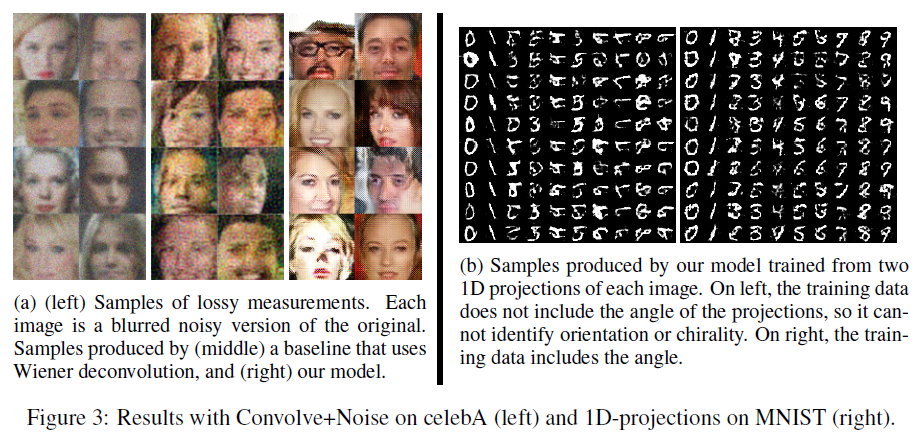 (a) (left) Samples of lossy measurements. Each
image is a blurred noisy version of the original.
Samples produced by (middle) a baseline that uses
Wiener deconvolution, and (right) our model.
(b) Samples produced by our model trained from two
1D projections of each image. On left, the training data
does not include the angle of the projections, so it can-
not identify orientation or chirality. On right, the train-
ing data includes the angle.
Figure 3: Results with Convolve+Noise on celebA (left) and 1D-projections on MNIST (right).